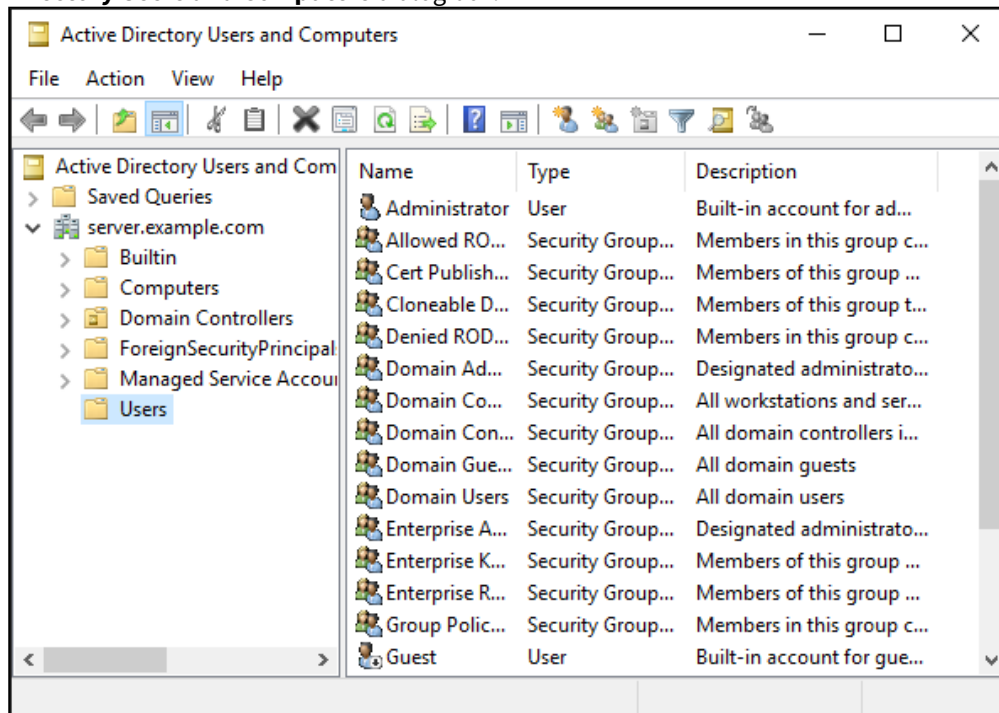 Active Directory Users and Computers
File Action View Help
Active Directory Users and Com
Saved Queries
server.example.com
Builtin
Computers
Domain Controllers
ForeignSecurityPrincipal
Managed Service Accou
Users
Name Type Description
Administrator User Built-in account for ad...
Allowed RO... Security Group... Members in this group c...
Cert Publish... Security Group... Members of this group ...
Cloneable D... Security Group... Members of this group t...
Denied ROD... Security Group... Members in this group c...
Domain Ad... Security Group... Designated administrato...
Domain Co... Security Group... All workstations and ser...
Domain Con... Security Group... All domain controllers i...
Domain Gue... Security Group... All domain guests
Domain Users Security Group... All domain users
Enterprise A... Security Group... Designated administrato...
Enterprise K... Security Group... Members of this group ...
Enterprise R... Security Group... Members of this group ...
Group Polic... Security Group... Members in this group c...
Guest User Built-in account for gue...